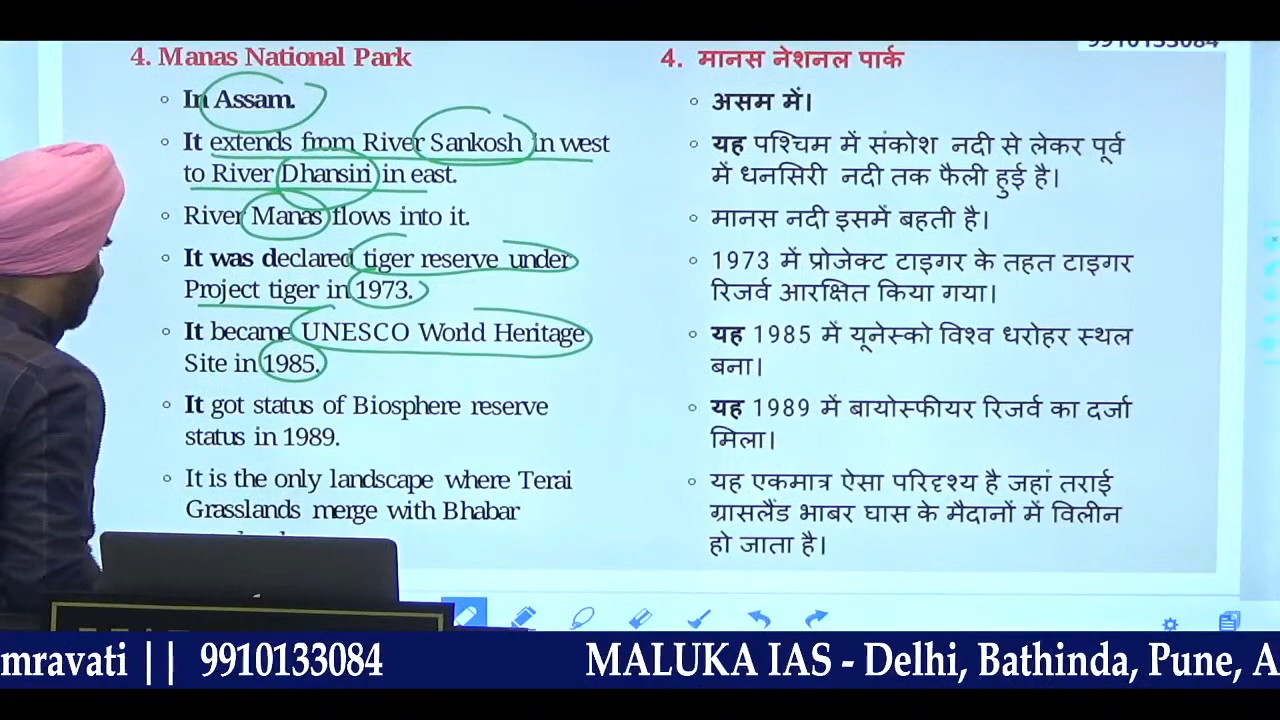 9910133084
4. Manas National Park
In Assam.
It extends from River Sankosh in west
to River Dhansiri in east.
River Manas flows into it.
It was declared tiger reserve under
Project tiger in 1973.
It became UNESCO World Heritage
Site in 1985.
It got status of Biosphere reserve
status in 1989.
It is the only landscape where Terai
Grasslands merge with Bhabar
4. मानस नेशनल पार्क
असम में।
यह पश्चिम में संकोश नदी से लेकर पूर्व
में धनसिरी नदी तक फैली हुई है।
मानस नदी इसमें बहती है।
1973 में प्रोजेक्ट टाइगर के तहत टाइगर
रिजर्व आरक्षित किया गया।
यह 1985 में यूनेस्को विश्व धरोहर स्थल
बना।
यह 1989 में बायोस्फीयर रिजर्व का दर्जा
मिला।
यह एकमात्र ऐसा परिदृश्य है जहां तराई
ग्रासलैंड भाबर घास के मैदानों में विलीन
हो जाता है।
mravati || 9910133084 MALUKA IAS - Delhi, Bathinda, Pune, A